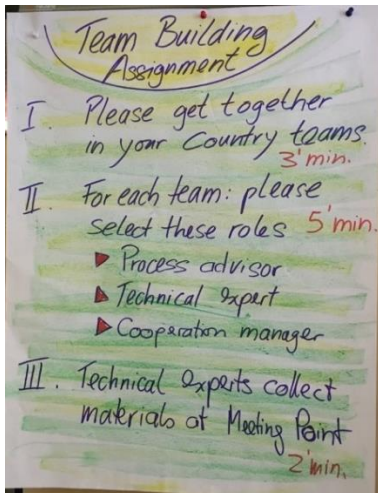 Team Building
Assignment
I. Please get together
in your Country teams.
3' min.
II. For each team: please
select these roles 5' min.
▶ Process advisor
▶ Technical expert
▶ Cooperation manager
III. Technical experts collect
materials at Meeting Point
2' min.